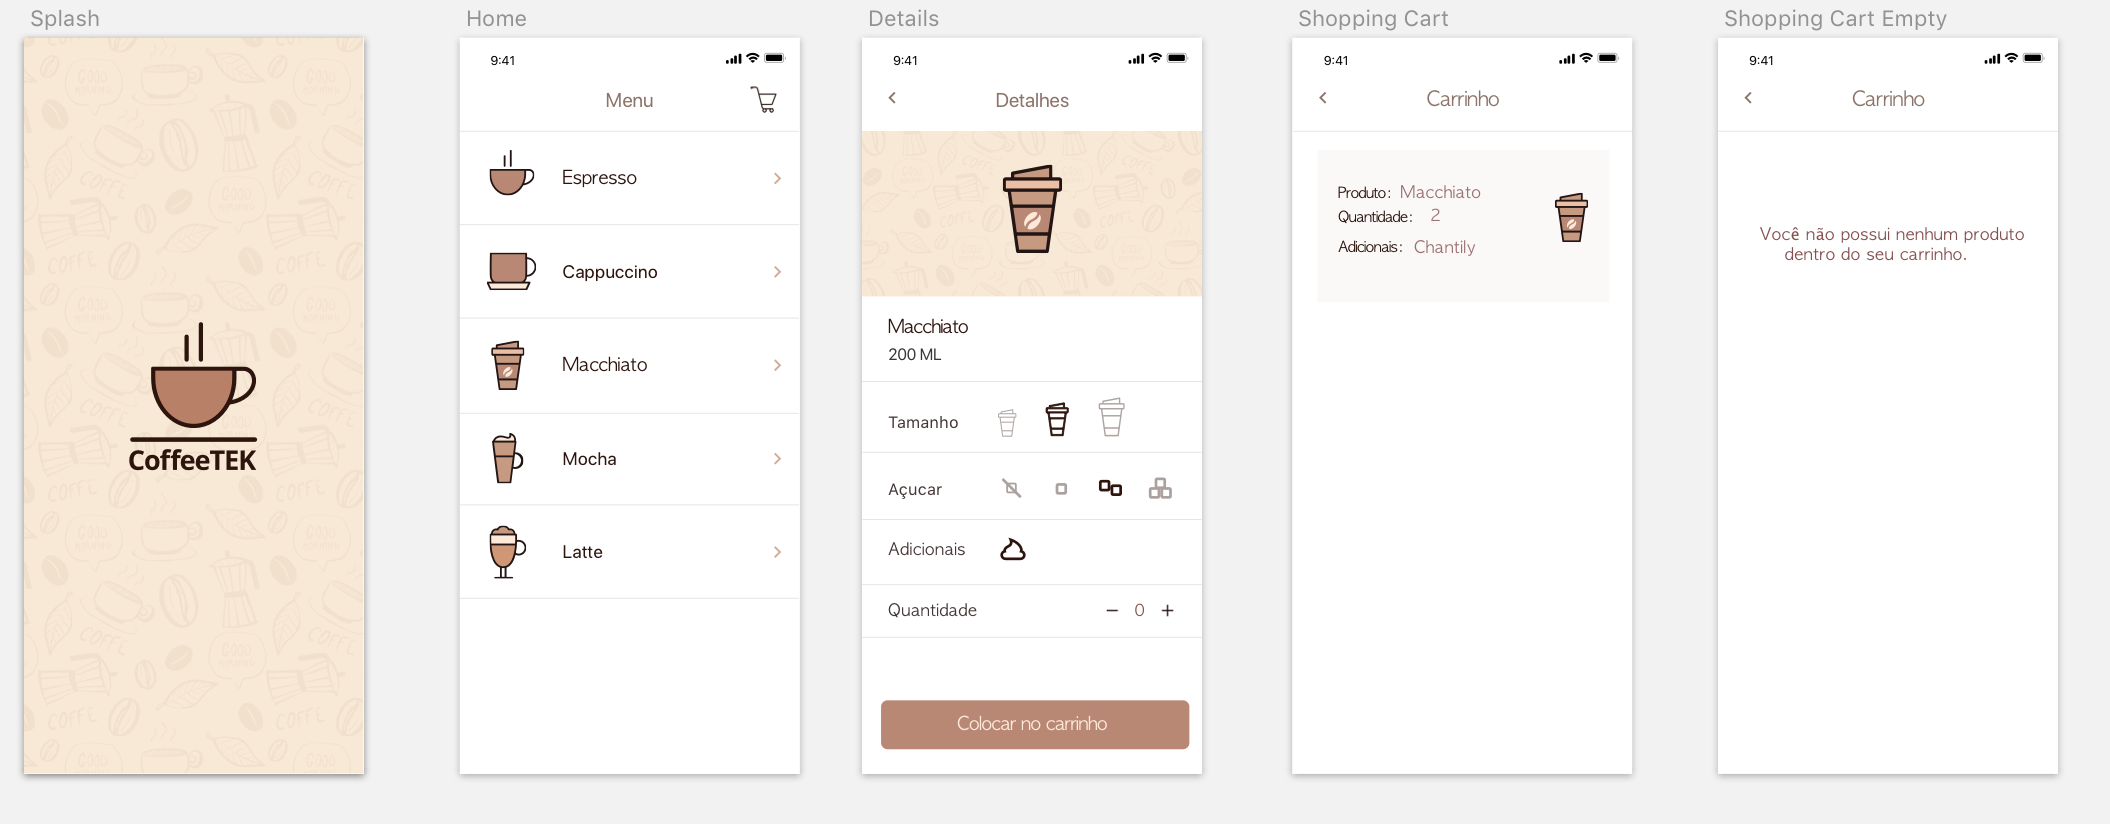 Splash
CoffeeTEK
Home
9:41
Menu
Espresso
Cappuccino
Macchiato
Mocha
Latte
Details
9:41
Detalhes
Macchiato
200 ML
Tamanho
Açucar
Adicionais
Quantidade
0
Colocar no carrinho
Shopping Cart
9:41
Carrinho
Produto: Macchiato
Quantidade: 2
Adicionais: Chantily
Shopping Cart Empty
9:41
Carrinho
Você não possui nenhum produto
dentro do seu carrinho.